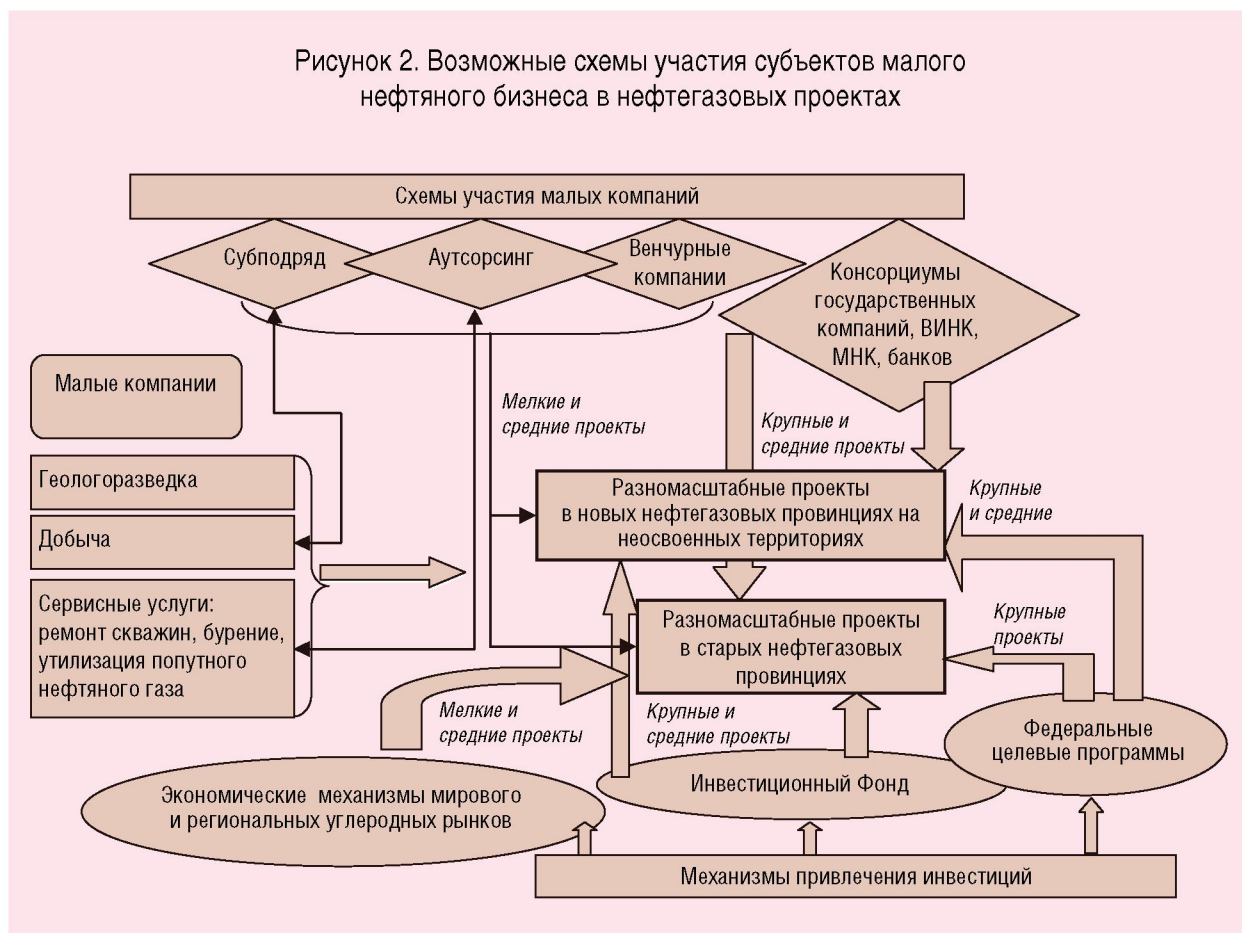 Рисунок 2. Возможные схемы участия субъектов малого
нефтяного бизнеса в нефтегазовых проектах
Схемы участия малых компаний
Субподряд
Аутсорсинг
Венчурные
компании
Консорциумы
государственных
компаний, ВИНК,
МНК, банков
Малые компании
Мелкие и
средние проекты
Крупные и
средние проекты
Геологоразведка
Добыча
Сервисные услуги:
ремонт скважин, бурение,
утилизация попутного
нефтяного газа
Разномасштабные проекты
в новых нефтегазовых провинциях на
неосвоенных территориях
Крупные
и средние
Разномасштабные проекты
в старых нефтегазовых
провинциях
Крупные
проекты
Мелкие и
средние проекты
Крупные и
средние проекты
Федеральные
целевые программы
Инвестиционный Фонд
Экономические механизмы мирового
и региональных углеродных рынков
Механизмы привлечения инвестиций